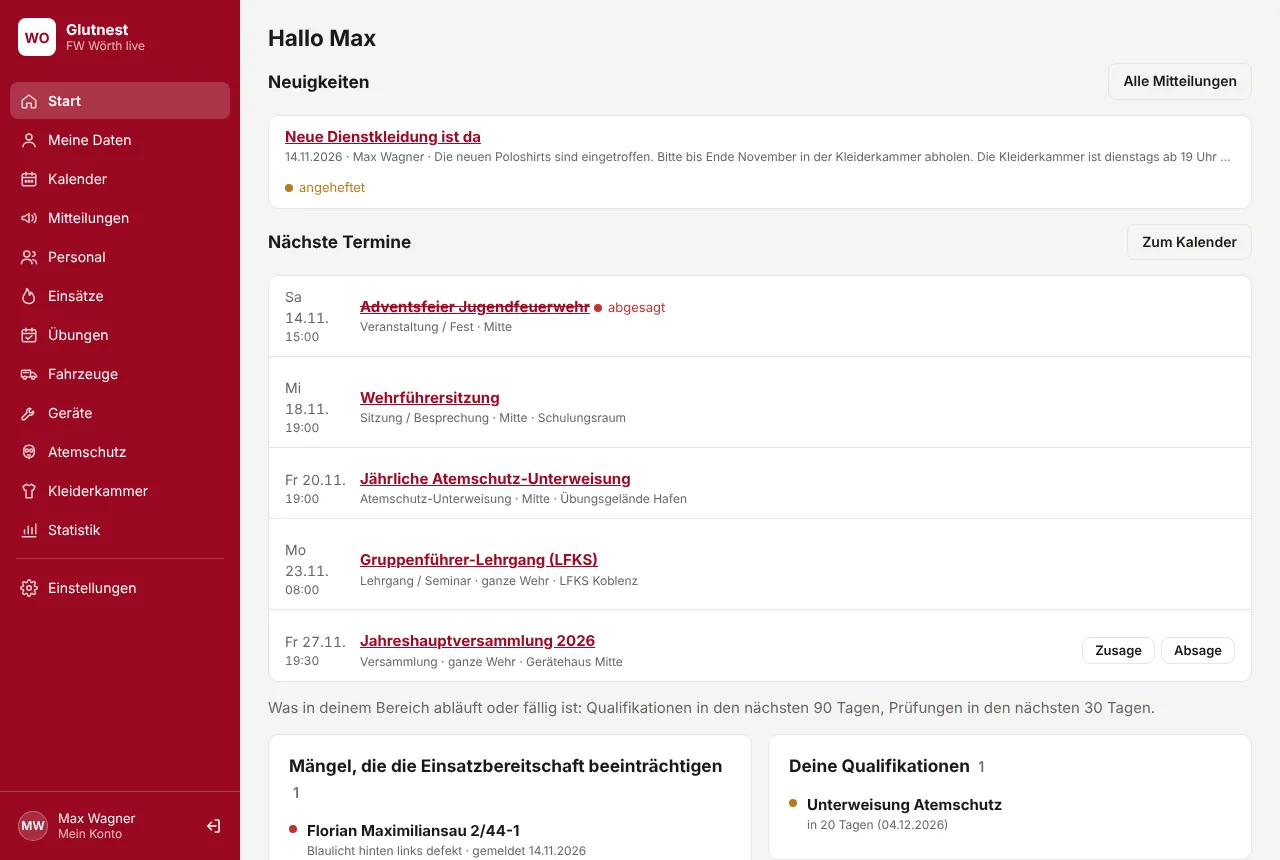 WO
Glutnest
FW Wörth live
Start
Meine Daten
Kalender
Mitteilungen
Personal
Einsätze
Übungen
Fahrzeuge
Geräte
Atemschutz
Kleiderkammer
Statistik
Einstellungen
MW
Max Wagner
Mein Konto
Hallo Max
Neuigkeiten
Alle Mitteilungen
Neue Dienstkleidung ist da
14.11.2026 · Max Wagner · Die neuen Poloshirts sind eingetroffen. Bitte bis Ende November in der Kleiderkammer abholen. Die Kleiderkammer ist dienstags ab 19 Uhr ...
angeheftet
Nächste Termine
Zum Kalender
Sa
14.11.
15:00
Adventsfeier Jugendfeuerwehr
abgesagt
Veranstaltung / Fest · Mitte
Mi
18.11.
19:00
Wehrführersitzung
Sitzung / Besprechung · Mitte · Schulungsraum
Fr 20.11.
19:00
Jährliche Atemschutz-Unterweisung
Atemschutz-Unterweisung · Mitte · Übungsgelände Hafen
Mo
23.11.
08:00
Gruppenführer-Lehrgang (LFKS)
Lehrgang / Seminar · ganze Wehr · LFKS Koblenz
Fr 27.11.
19:30
Jahreshauptversammlung 2026
Versammlung · ganze Wehr · Gerätehaus Mitte
Zusage
Absage
Was in deinem Bereich abläuft oder fällig ist: Qualifikationen in den nächsten 90 Tagen, Prüfungen in den nächsten 30 Tagen.
Mängel, die die Einsatzbereitschaft beeinträchtigen
1
Florian Maximiliansau 2/44-1
Blaulicht hinten links defekt · gemeldet 14.11.2026
Deine Qualifikationen 1
Unterweisung Atemschutz
in 20 Tagen (04.12.2026)